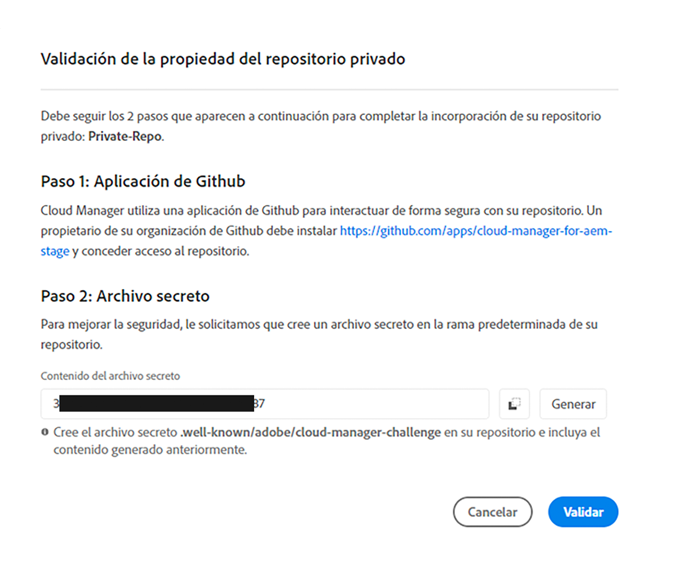 Validación de la propiedad del repositorio privado
Debe seguir los 2 pasos que aparecen a continuación para completar la incorporación de su repositorio
privado: Private-Repo.
Paso 1: Aplicación de Github
Cloud Manager utiliza una aplicación de Github para interactuar de forma segura con su repositorio. Un
propietario de su organización de Github debe instalar https://github.com/apps/cloud-manager-for-aem-
stage y conceder acceso al repositorio.
Paso 2: Archivo secreto
Para mejorar la seguridad, le solicitamos que cree un archivo secreto en la rama predeterminada de su
repositorio.
Contenido del archivo secreto
3 37
Generar
Cree el archivo secreto .well-known/adobe/cloud-manager-challenge en su repositorio e incluya el
contenido generado anteriormente.
Cancelar
Validar